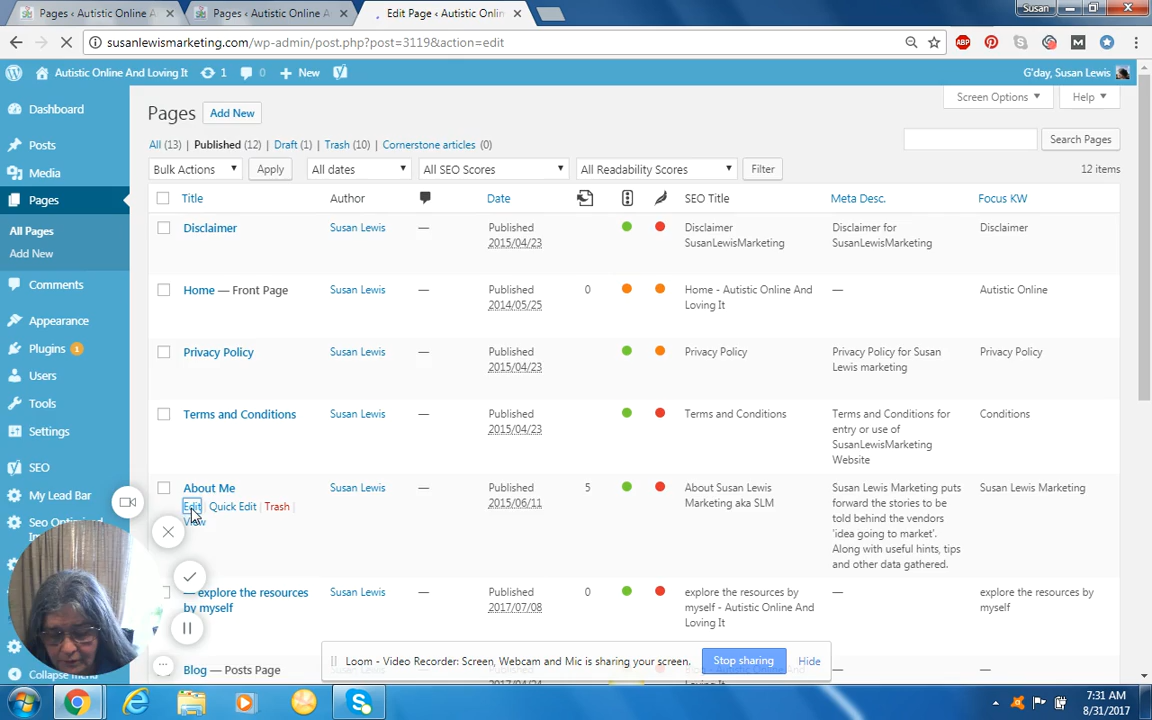 Pages ‹ Autistic Online An
Pages ‹ Autistic Online An
Edit Page ‹ Autistic Onlin
Susan
susanlewismarketing.com/wp-admin/post.php?post=3119&action=edit
ABP
M
Autistic Online And Loving It
1
0
New
G'day, Susan Lewis
Dashboard
Posts
Media
Pages
All Pages
Add New
Comments
Appearance
Plugins 1
Users
Tools
Settings
SEO
My Lead Bar
Seo Optimized
Collapse menu
Pages
Add New
Screen Options
Help
All (13) | Published (12) | Draft (1) | Trash (10) | Cornerstone articles (0)
Search Pages
Bulk Actions
Apply
All dates
All SEO Scores
All Readability Scores
Filter
12 items
Title
Author
Date
SEO Title
Meta Desc.
Focus KW
Disclaimer
Susan Lewis
—
Published
2015/04/23
Disclaimer
SusanLewisMarketing
Disclaimer for
SusanLewisMarketing
Disclaimer
Home — Front Page
Susan Lewis
—
Published
2014/05/25
0
Home - Autistic Online And
Loving It
—
Autistic Online
Privacy Policy
Susan Lewis
—
Published
2015/04/23
Privacy Policy
Privacy Policy for Susan
Lewis marketing
Privacy Policy
Terms and Conditions
Susan Lewis
—
Published
2015/04/23
Terms and Conditions
Terms and Conditions for
entry or use of
SusanLewisMarketing
Website
Conditions
About Me
Edit | Quick Edit | Trash |
View
Susan Lewis
—
Published
2015/06/11
5
About Susan Lewis
Marketing aka SLM
Susan Lewis Marketing puts
forward the stories to be
told behind the vendors
'idea going to market'.
Along with useful hints, tips
and other data gathered.
Susan Lewis Marketing
— explore the resources
by myself
Susan Lewis
—
Published
2017/07/08
0
explore the resources by
myself - Autistic Online And
Loving It
—
explore the resources by
myself
Blog — Posts Page
—
Loom - Video Recorder: Screen, Webcam and Mic is sharing your screen.
Stop sharing
Hide
7:31 AM
8/31/2017